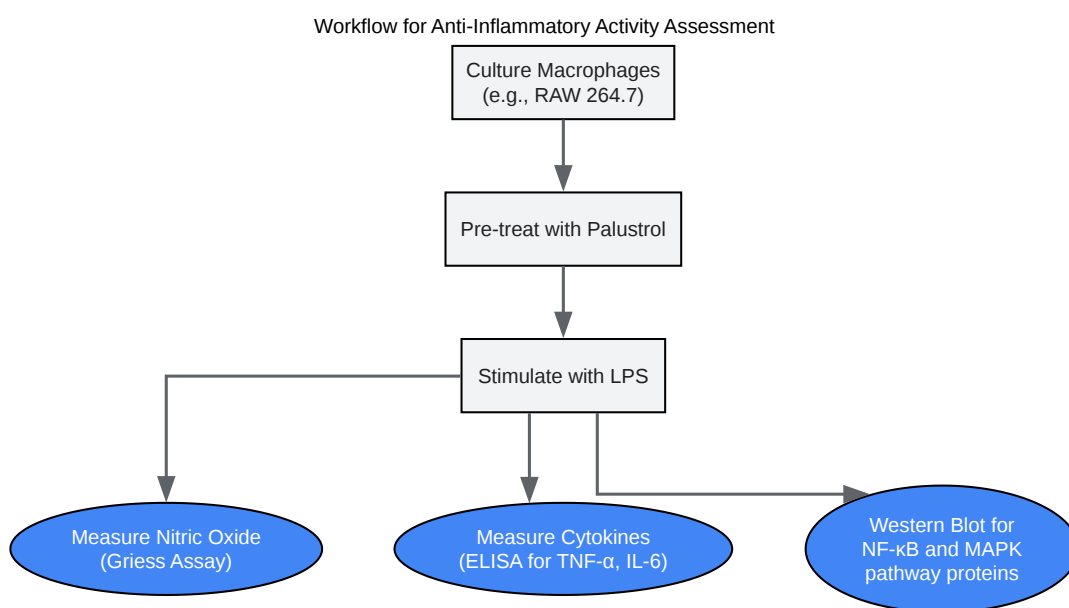 Workflow for Anti-Inflammatory Activity Assessment
Culture Macrophages
(e.g., RAW 264.7)
Pre-treat with Palustrol
Stimulate with LPS
Measure Nitric Oxide
(Griess Assay)
Measure Cytokines
(ELISA for TNF-α, IL-6)
Western Blot for
NF-κB and MAPK
pathway proteins